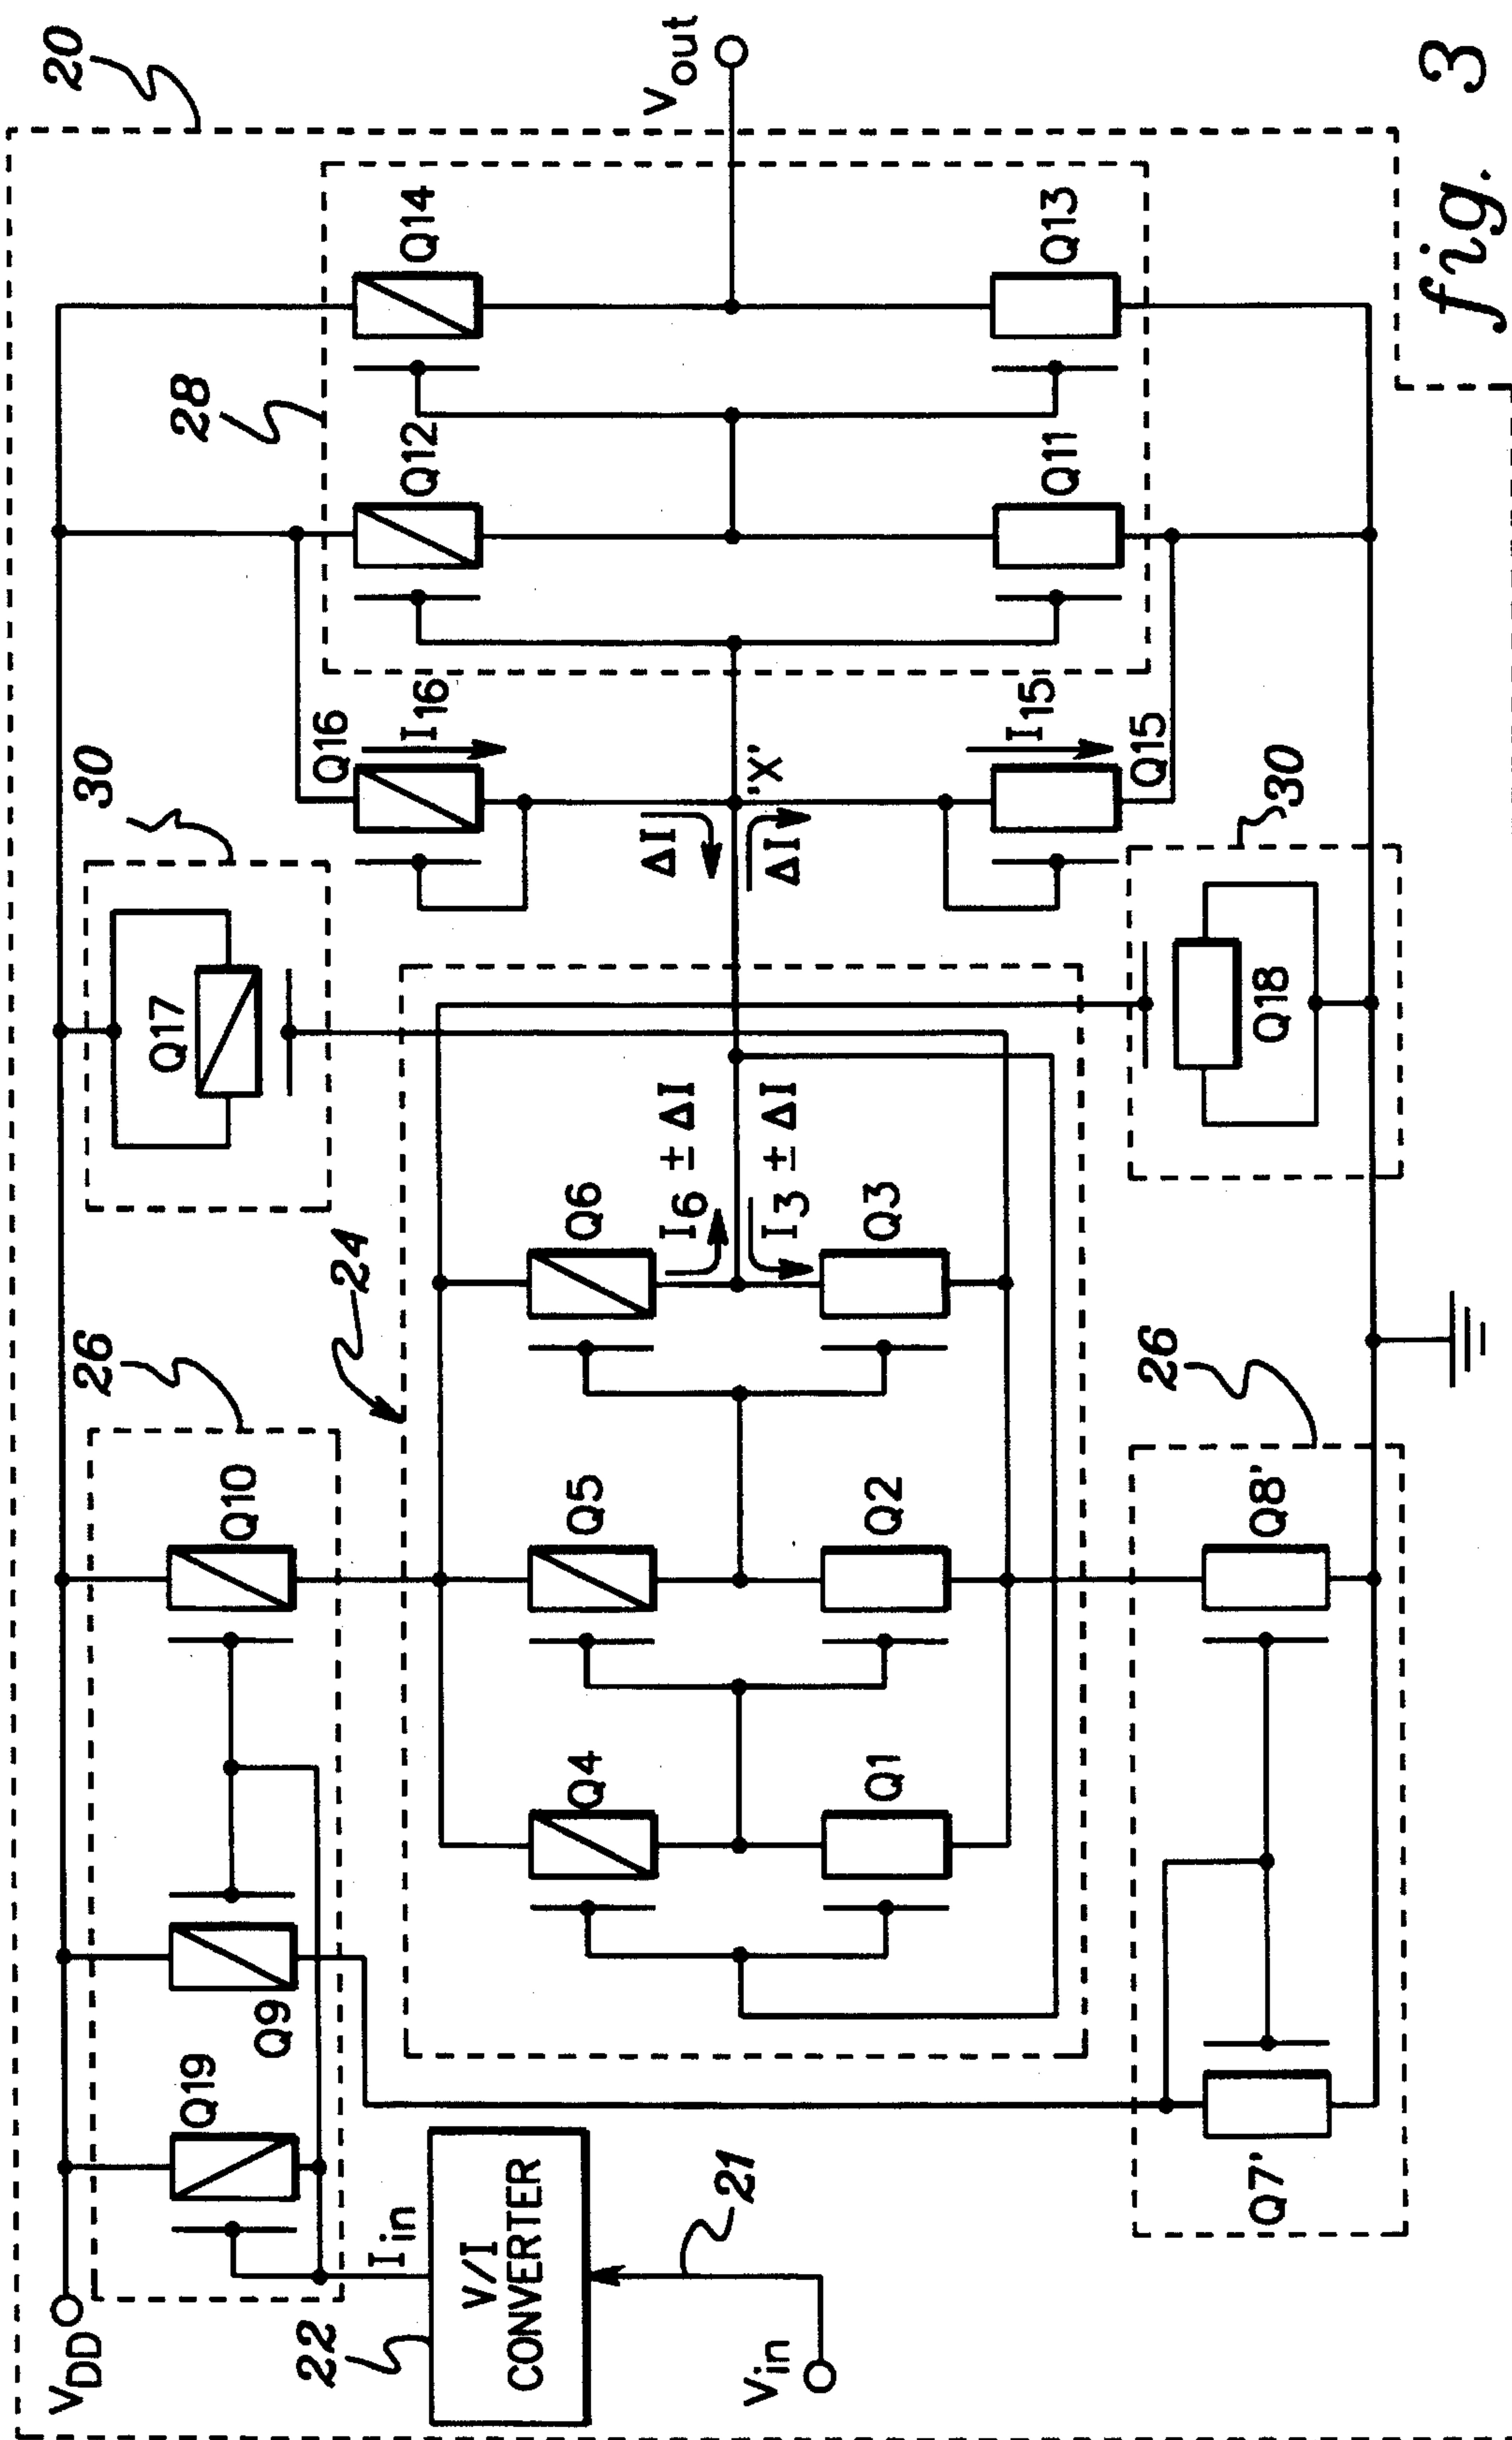 20
VDD
Q19
Q9
26
Q10
30
Q17
Q16
I16
28
Q12
Q14
22
Iin
V/I
CONVERTER
21
Vin
24
Q4
Q5
Q6
I6 ± ΔI
I3 ± ΔI
ΔI
ΔI
'X'
Vout
Q1
Q2
Q3
I15
Q15
Q11
Q13
Q7'
26
Q8'
Q18
30
fig. 3